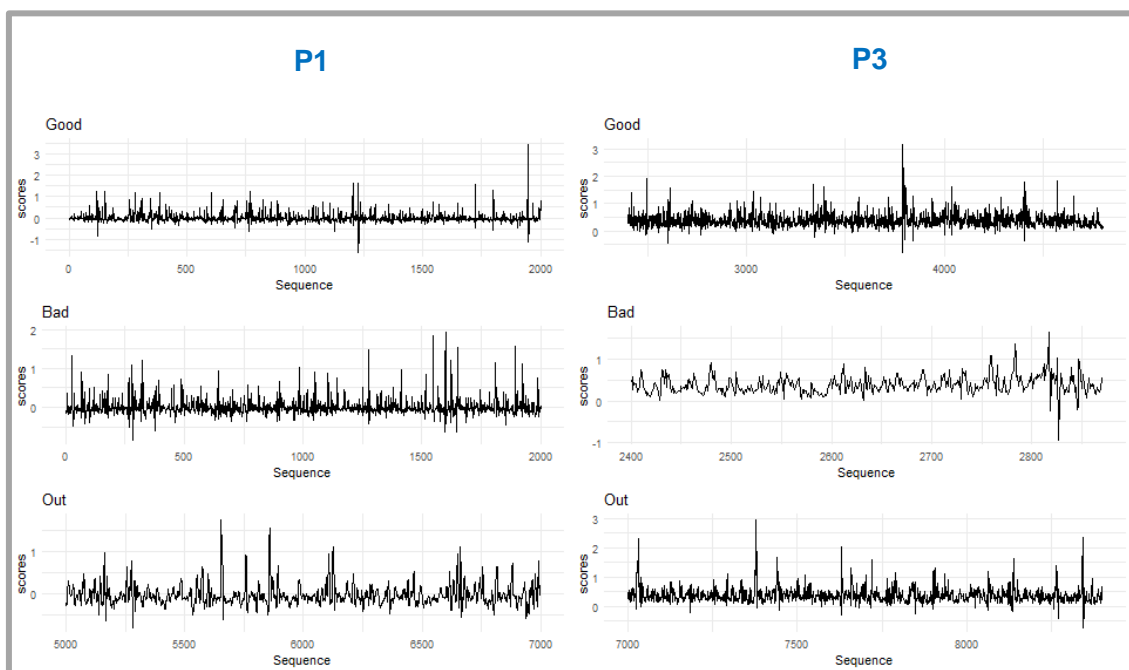 P1
P3
Good
scores
3
2
1
0
-1
0
500
1000
1500
2000
Sequence
Good
scores
3
2
1
0
3000
4000
Sequence
Bad
scores
2
1
0
0
500
1000
1500
2000
Sequence
Bad
scores
1
0
-1
2400
2500
2600
2700
2800
Sequence
Out
scores
1
0
5000
5500
6000
6500
7000
Sequence
Out
scores
3
2
1
0
7000
7500
8000
Sequence